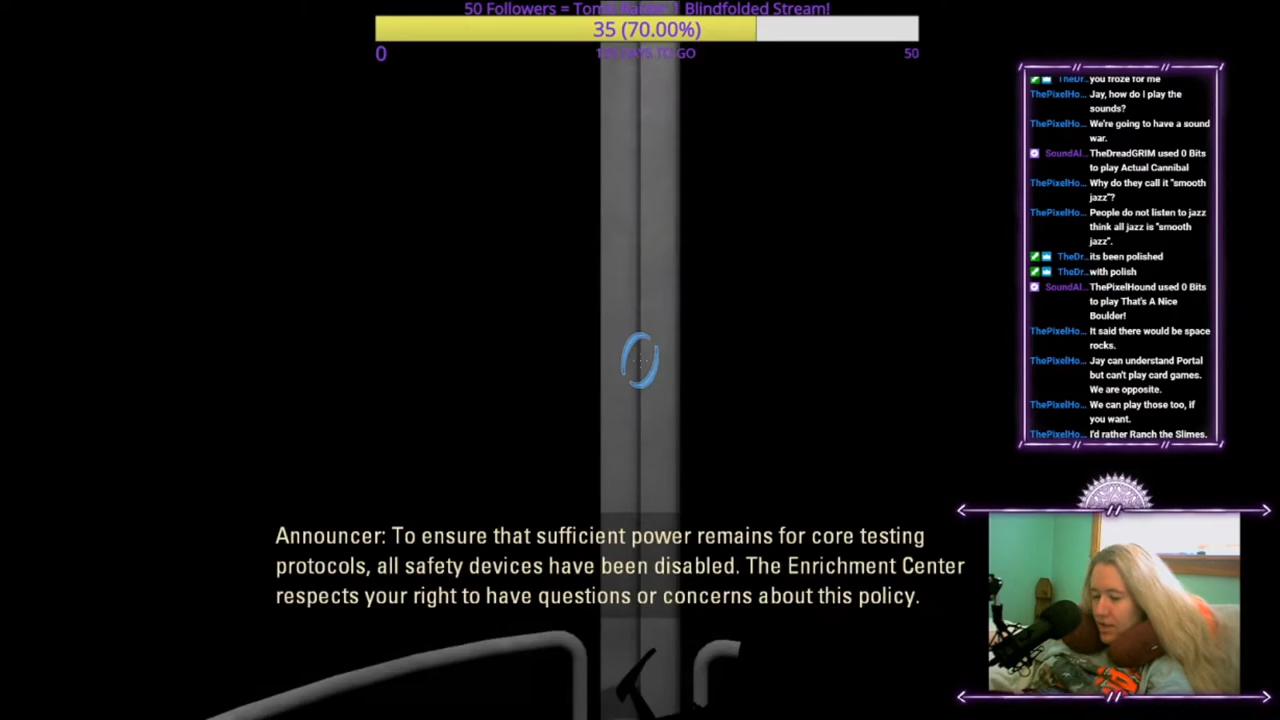 50 Followers = Tomb Raider 1 Blindfolded Stream!
35 (70.00%)
0
DAYS TO GO
50
TheDr... you froze for me
ThePixelHo... Jay, how do I play the
sounds?
ThePixelHo... We're going to have a sound
war.
SoundAl... TheDreadGRIM used 0 Bits
to play Actual Cannibal
ThePixelHo... Why do they call it "smooth
jazz"?
ThePixelHo... People do not listen to jazz
think all jazz is "smooth
jazz".
TheDr... its been polished
TheDr... with polish
SoundAl... ThePixelHound used 0 Bits
to play That's A Nice
Boulder!
ThePixelHo... It said there would be space
rocks.
ThePixelHo... Jay can understand Portal
but can't play card games.
We are opposite.
ThePixelHo... We can play those too, if
you want.
ThePixelHo... I'd rather Ranch the Slimes.
Announcer: To ensure that sufficient power remains for core testing
protocols, all safety devices have been disabled. The Enrichment Center
respects your right to have questions or concerns about this policy.